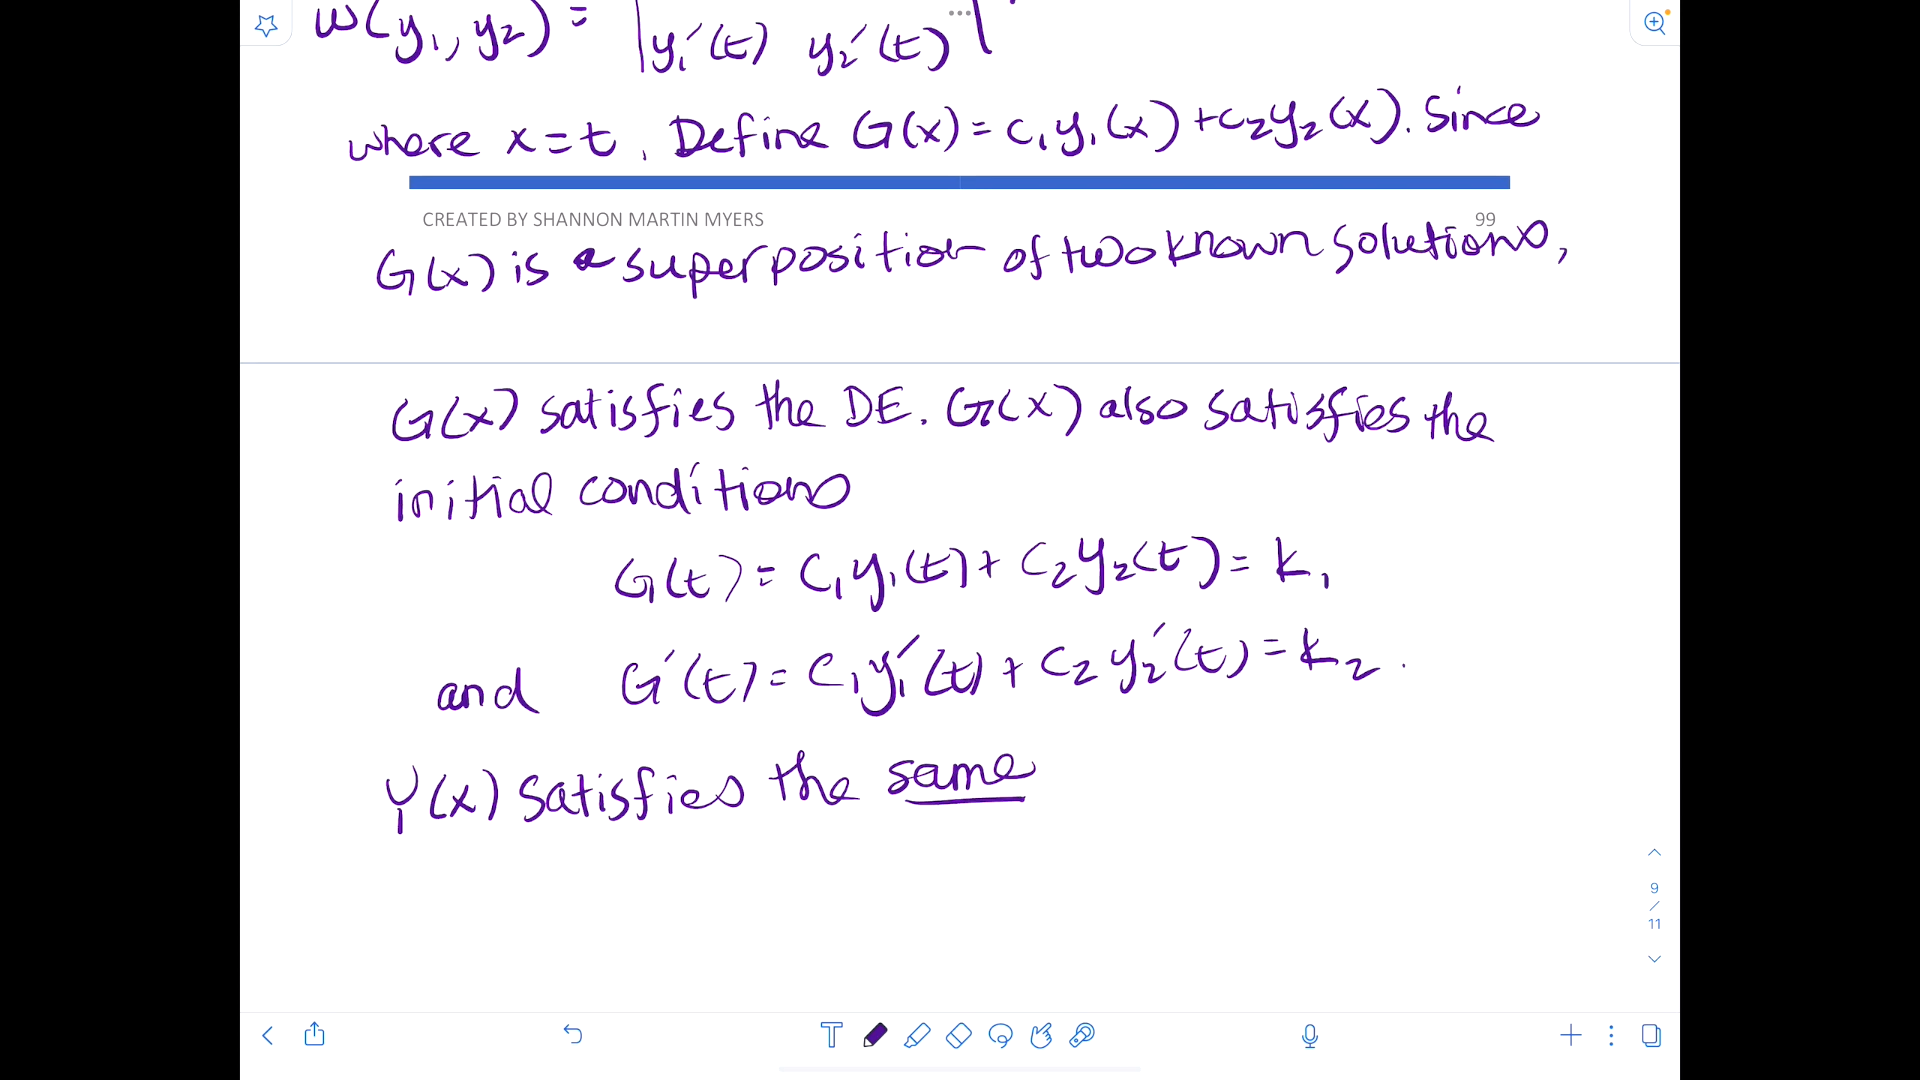 W(y₁, y₂) = |y₁'(t) y₂'(t)|
where x=t. Define G(x) = c₁y₁(x) + c₂y₂(x). Since
CREATED BY SHANNON MARTIN MYERS 99
G(x) is a superposition of two known solutions,
G(x) satisfies the DE. G(x) also satisfies the
initial conditions
G(t) = C₁y₁(t) + C₂y₂(t) = k₁
and G'(t) = C₁y₁'(t) + C₂y₂'(t) = k₂.
Y(x) satisfies the same
9
/
11
T